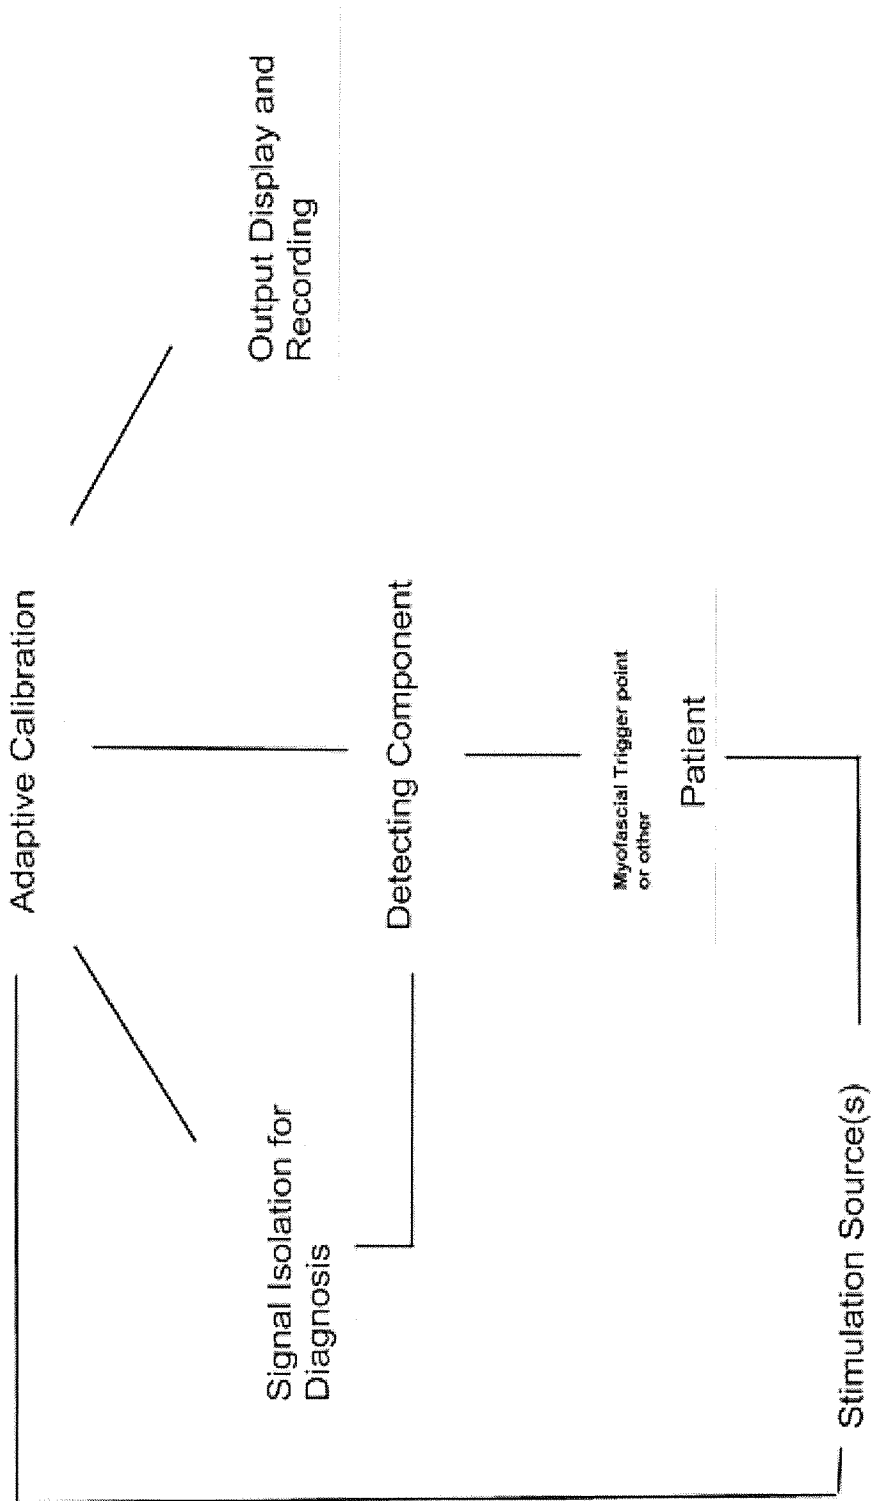 Adaptive Calibration
Signal Isolation for
Diagnosis
Output Display and
Recording
Detecting Component
Myofascial Trigger point
or other
Patient
Stimulation Source(s)